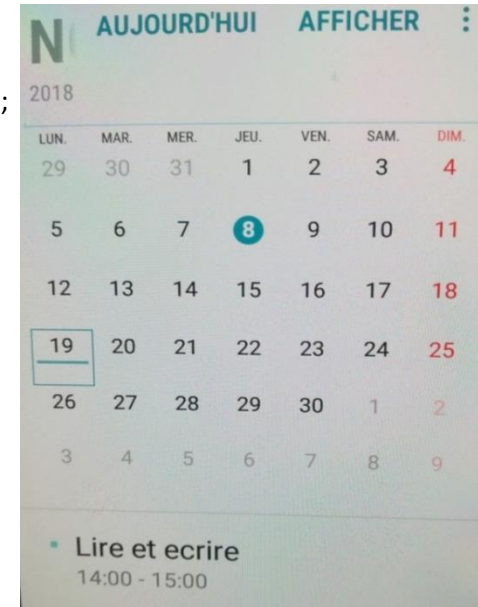 AUJOURD'HUI AFFICHER
N
2018
;
LUN. MAR. MER. JEU. VEN. SAM. DIM.
29 30 31 1 2 3 4
5 6 7 8 9 10 11
12 13 14 15 16 17 18
19 20 21 22 23 24 25
26 27 28 29 30 1 2
3 4 5 6 7 8 9
Lire et ecrire
14:00 - 15:00